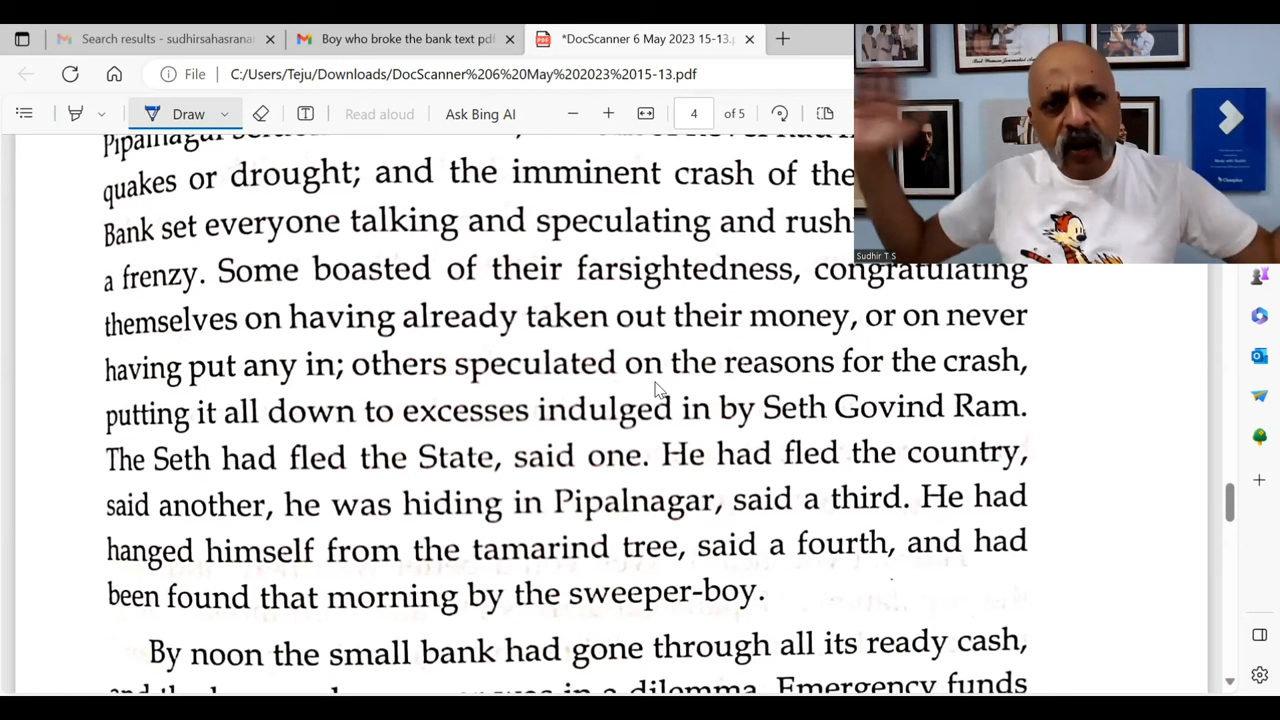 Search results - sudhirsahasrana
Boy who broke the bank text pdf
*DocScanner 6 May 2023 15-13.p
File
C:/Users/Teju/Downloads/DocScanner%206%20May%202023%2015-13.pdf
Draw
Read aloud
Ask Bing AI
4
of 5
Sudhir T S
Pipalnagar
quakes or drought; and the imminent crash of the
Bank set everyone talking and speculating and rush
a frenzy. Some boasted of their farsightedness, congratulating
themselves on having already taken out their money, or on never
having put any in; others speculated on the reasons for the crash,
putting it all down to excesses indulged in by Seth Govind Ram.
The Seth had fled the State, said one. He had fled the country,
said another, he was hiding in Pipalnagar, said a third. He had
hanged himself from the tamarind tree, said a fourth, and had
been found that morning by the sweeper-boy.
By noon the small bank had gone through all its ready cash,
in a dilemma. Emergency funds